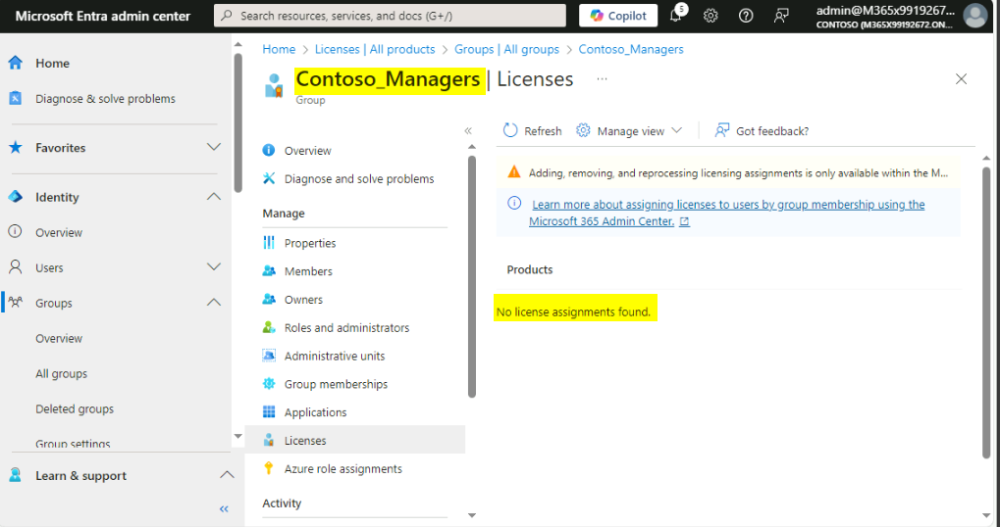 Microsoft Entra admin center
Search resources, services, and docs (G+/)
Copilot
5
admin@M365x9919267...
CONTOSO (M365X99192672.ON...
Home
Diagnose & solve problems
Favorites
Identity
Overview
Users
Groups
Overview
All groups
Deleted groups
Group settings
Learn & support
Home > Licenses | All products > Groups | All groups > Contoso_Managers
Contoso_Managers | Licenses
Group
Overview
Diagnose and solve problems
Manage
Properties
Members
Owners
Roles and administrators
Administrative units
Group memberships
Applications
Licenses
Azure role assignments
Activity
Refresh
Manage view
Got feedback?
Adding, removing, and reprocessing licensing assignments is only available within the M...
Learn more about assigning licenses to users by group membership using the
Microsoft 365 Admin Center.
Products
No license assignments found.